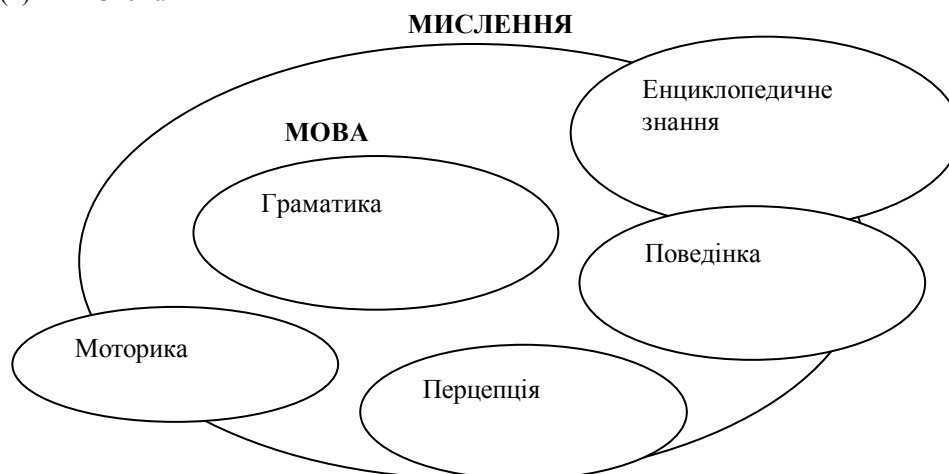 МИСЛЕННЯ
Енциклопедичне
знання
МОВА
Граматика
Поведінка
Моторика
Перцепція